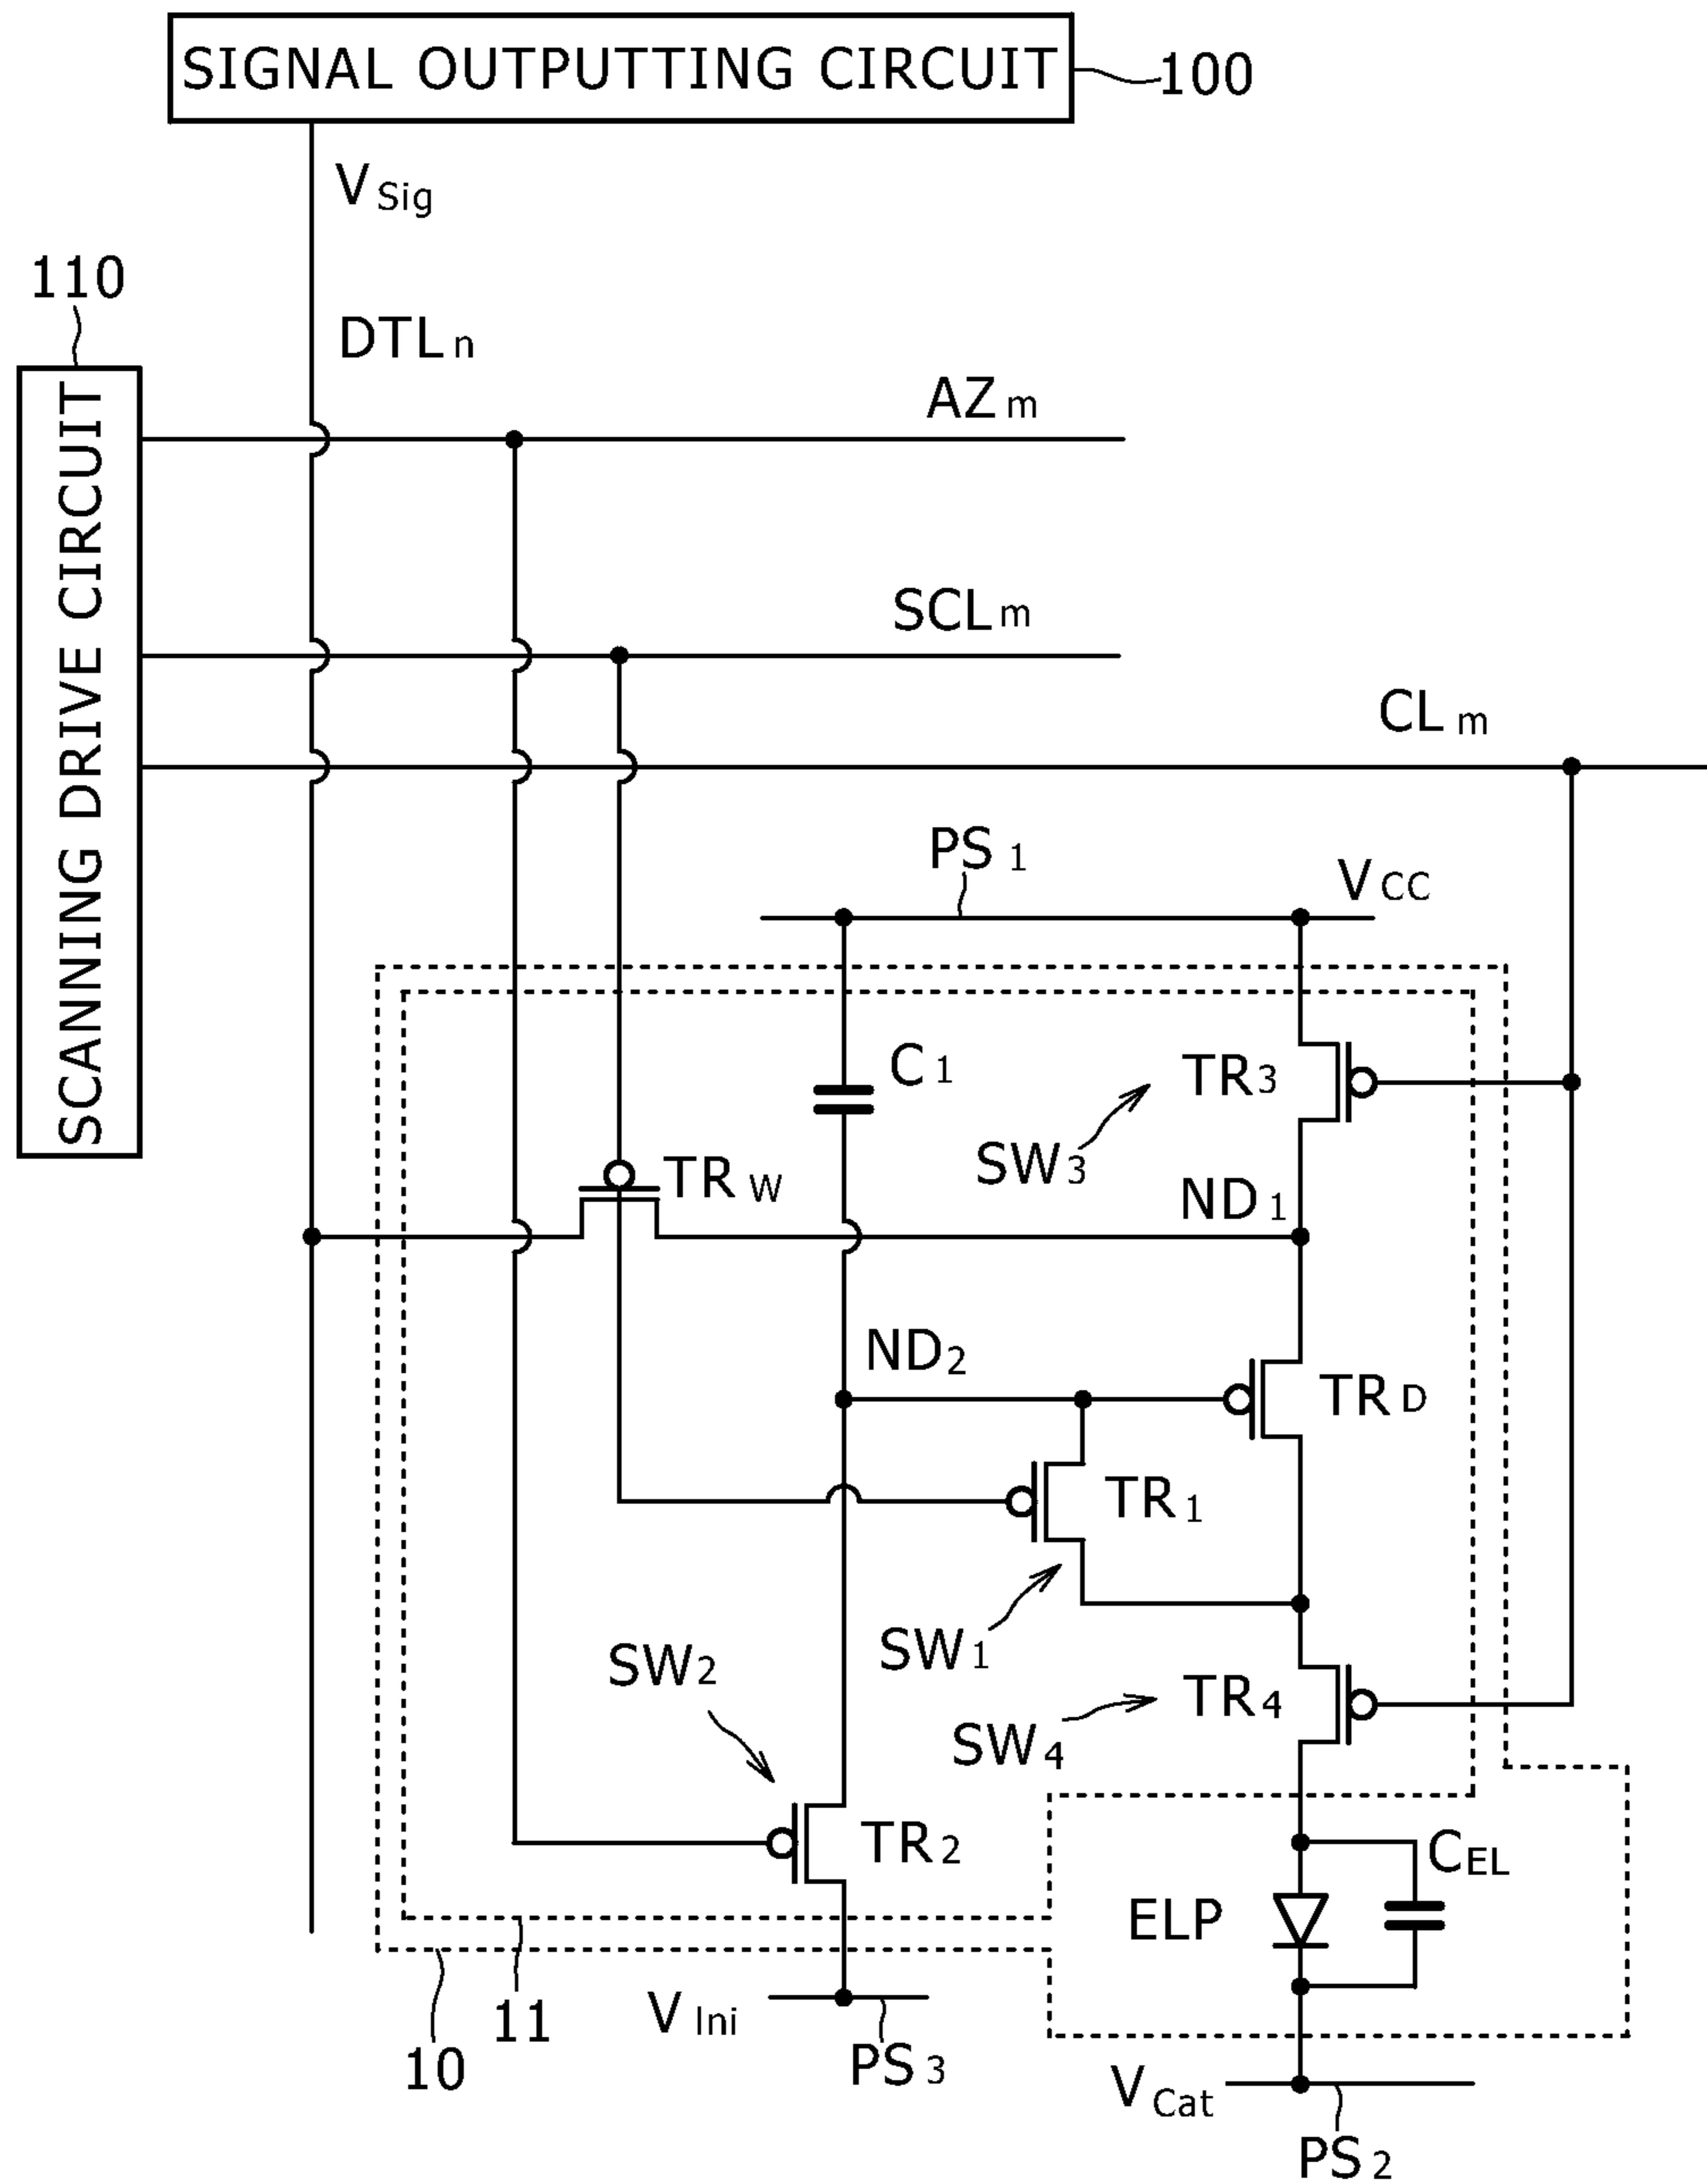 SIGNAL OUTPUTTING CIRCUIT
100
VSig
110
DTLn
AZm
SCANNING DRIVE CIRCUIT
SCLm
CLm
PS1
VCC
C1
TR3
SW3
TRW
ND1
ND2
TRD
TR1
SW1
SW2
TR4
SW4
TR2
CEL
ELP
11
VIni
10
PS3
VCat
PS2